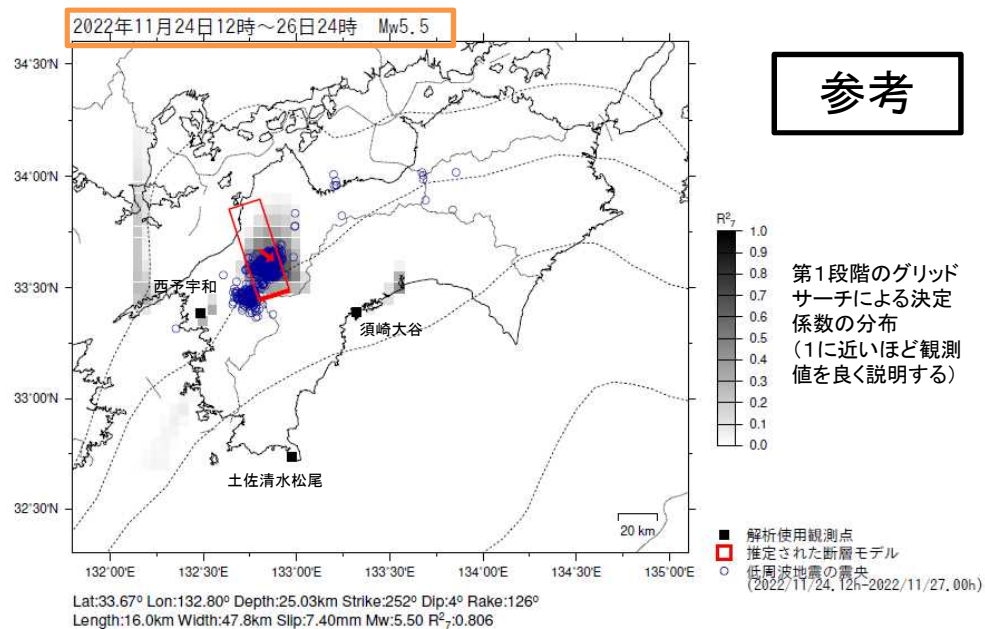 2022年11月24日12時～26日24時 Mw5.5
参考
34°30'N
34°00'N
33°30'N
33°00'N
32°30'N
西予宇和
須崎大谷
土佐清水松尾
20 km
132°00'E
132°30'E
133°00'E
133°30'E
134°00'E
134°30'E
135°00'E
R²₇
1.0
0.9
0.8
0.7
0.6
0.5
0.4
0.3
0.2
0.1
0.0
第1段階のグリッド
サーチによる決定
係数の分布
（1に近いほど観測
値を良く説明する）
解析使用観測点
推定された断層モデル
低周波地震の震央
(2022/11/24.12h-2022/11/27.00h)
Lat:33.67° Lon:132.80° Depth:25.03km Strike:252° Dip:4° Rake:126°
Length:16.0km Width:47.8km Slip:7.40mm Mw:5.50 R²₇:0.806